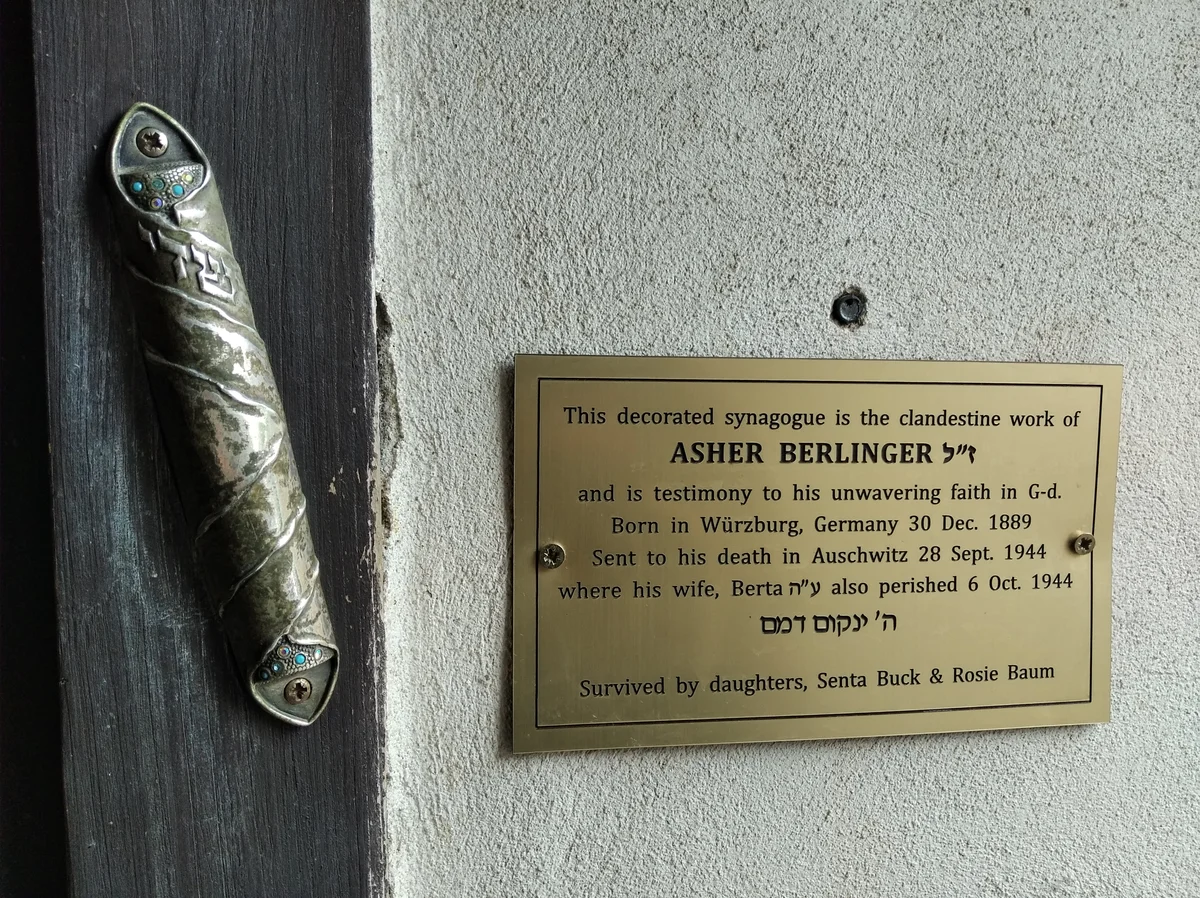 שדי
This decorated synagogue is the clandestine work of
ASHER BERLINGER ז״ל
and is testimony to his unwavering faith in G-d.
Born in Würzburg, Germany 30 Dec. 1889
Sent to his death in Auschwitz 28 Sept. 1944
where his wife, Berta ע״ה also perished 6 Oct. 1944
ה׳ ינקום דמם
Survived by daughters, Senta Buck & Rosie Baum